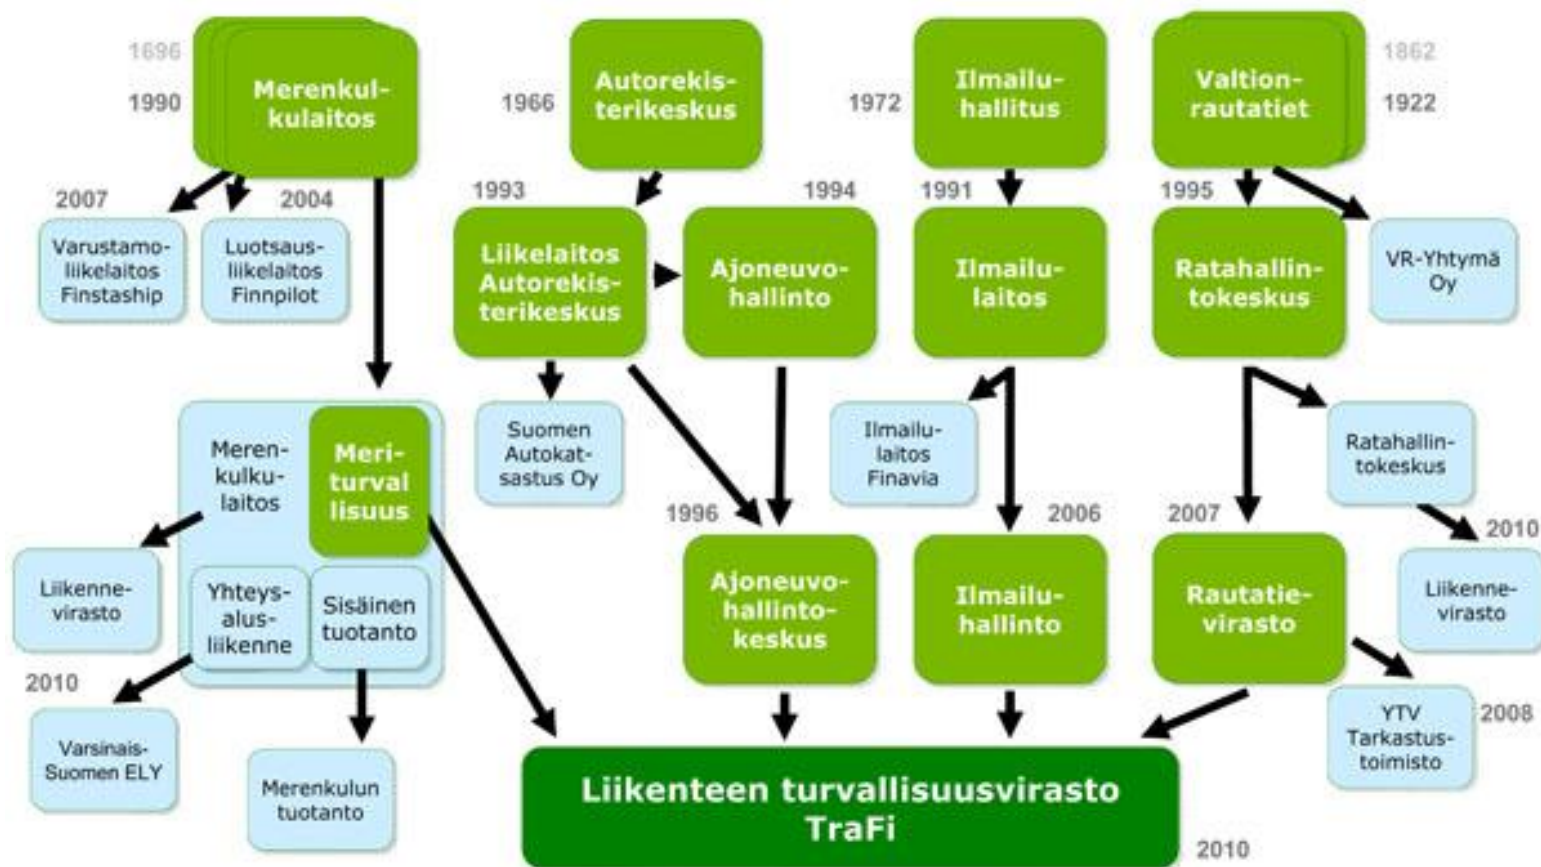 1696
1990
Merenkul-
kulaitos
1966
Autorekis-
terikeskus
1972
Ilmailu-
hallitus
Valtion-
rautatiet
1862
1922
2007
2004
Varustamo-
liikelaitos
Finstaship
Luotsaus-
liikelaitos
Finnpilot
1993
Liikelaitos
Autorekis-
terikeskus
1994
Ajoneuvo-
hallinto
1991
Ilmailu-
laitos
1995
Ratahallin-
tokeskus
VR-Yhtymä
Oy
Meren-
kulku-
laitos
Meri-
turval
lisuus
Suomen
Autokat-
sastus Oy
Ilmailu-
laitos
Finavia
Ratahallin-
tokeskus
Liikenne-
virasto
Yhteys-
alus-
liikenne
Sisäinen
tuotanto
1996
Ajoneuvo-
hallinto-
keskus
2006
Ilmailu-
hallinto
2007
Rautatie-
virasto
2010
Liikenne-
virasto
2010
Varsinais-
Suomen ELY
Merenkulun
tuotanto
YTV
Tarkastus-
toimisto
2008
Liikenteen turvallisuusvirasto
TraFi
2010